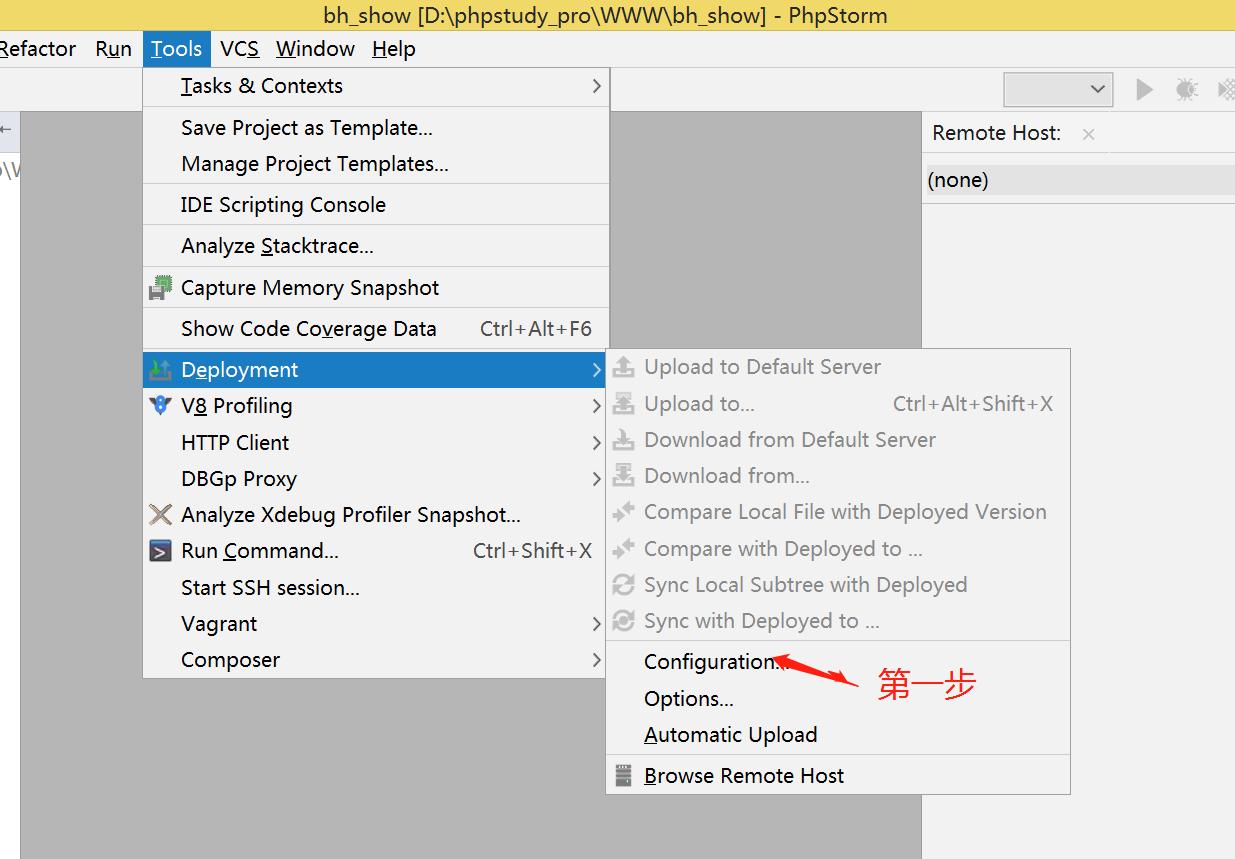 bh_show [D:\phpstudy_pro\WWW\bh_show] - PhpStorm
Refactor Run Tools VCS Window Help
Tasks & Contexts
Remote Host:
Save Project as Template...
Manage Project Templates...
(none)
IDE Scripting Console
Analyze Stacktrace...
Capture Memory Snapshot
Show Code Coverage Data Ctrl+Alt+F6
Deployment
V8 Profiling
HTTP Client
DBGp Proxy
Analyze Xdebug Profiler Snapshot...
Run Command... Ctrl+Shift+X
Start SSH session...
Vagrant
Composer
Upload to Default Server
Upload to... Ctrl+Alt+Shift+X
Download from Default Server
Download from...
Compare Local File with Deployed Version
Compare with Deployed to ...
Sync Local Subtree with Deployed
Sync with Deployed to ...
Configuration...
第一步
Options...
Automatic Upload
Browse Remote Host